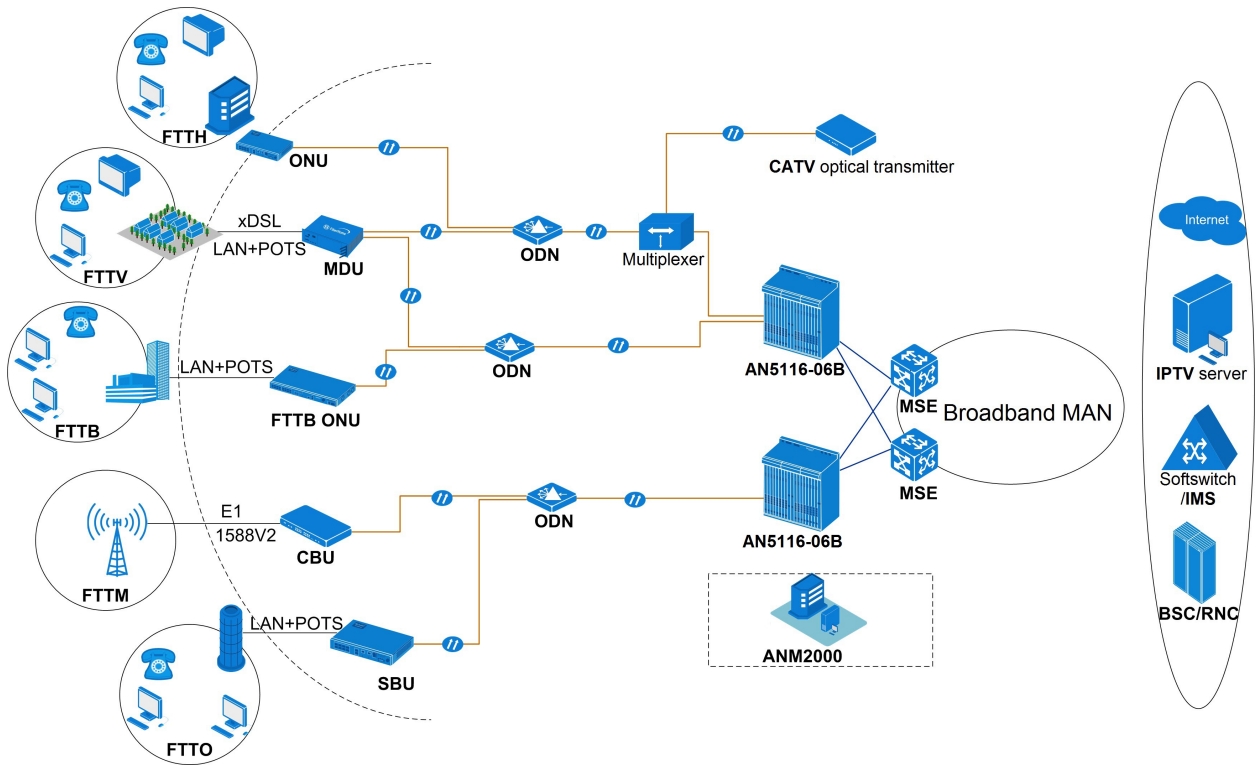 FTTH
ONU
CATV optical transmitter
xDSL
LAN+POTS
FTTV
MDU
ODN
Multiplexer
Internet
LAN+POTS
FTTB
FTTB ONU
ODN
AN5116-06B
MSE
Broadband MAN
IPTV server
MSE
Softswitch
/IMS
E1
1588V2
FTTM
CBU
ODN
AN5116-06B
BSC/RNC
LAN+POTS
SBU
ANM2000
FTTO